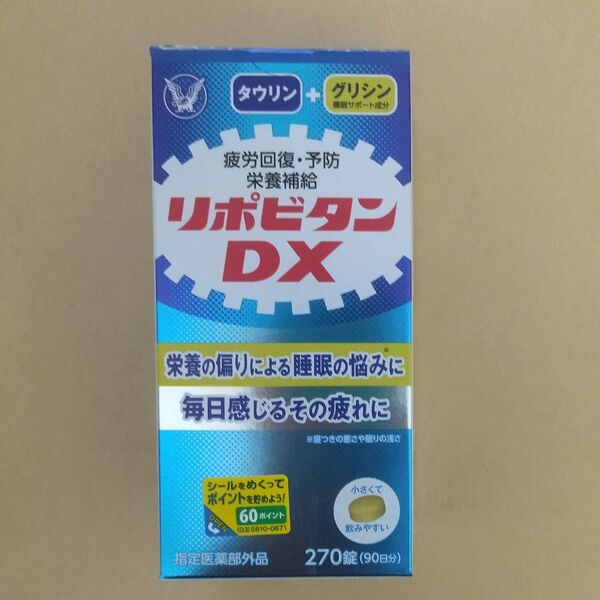 タウリン + グリシン
睡眠サポート成分
疲労回復・予防
栄養補給
リポビタン
DX
栄養の偏りによる睡眠の悩み※に
毎日感じるその疲れに
※寝つきの悪さや眠りの浅さ
シールをめくって
ポイントを貯めよう!
60ポイント
OPEN
(03)5610-0671
小さくて
飲みやすい
指定医薬部外品
270錠(90日分)